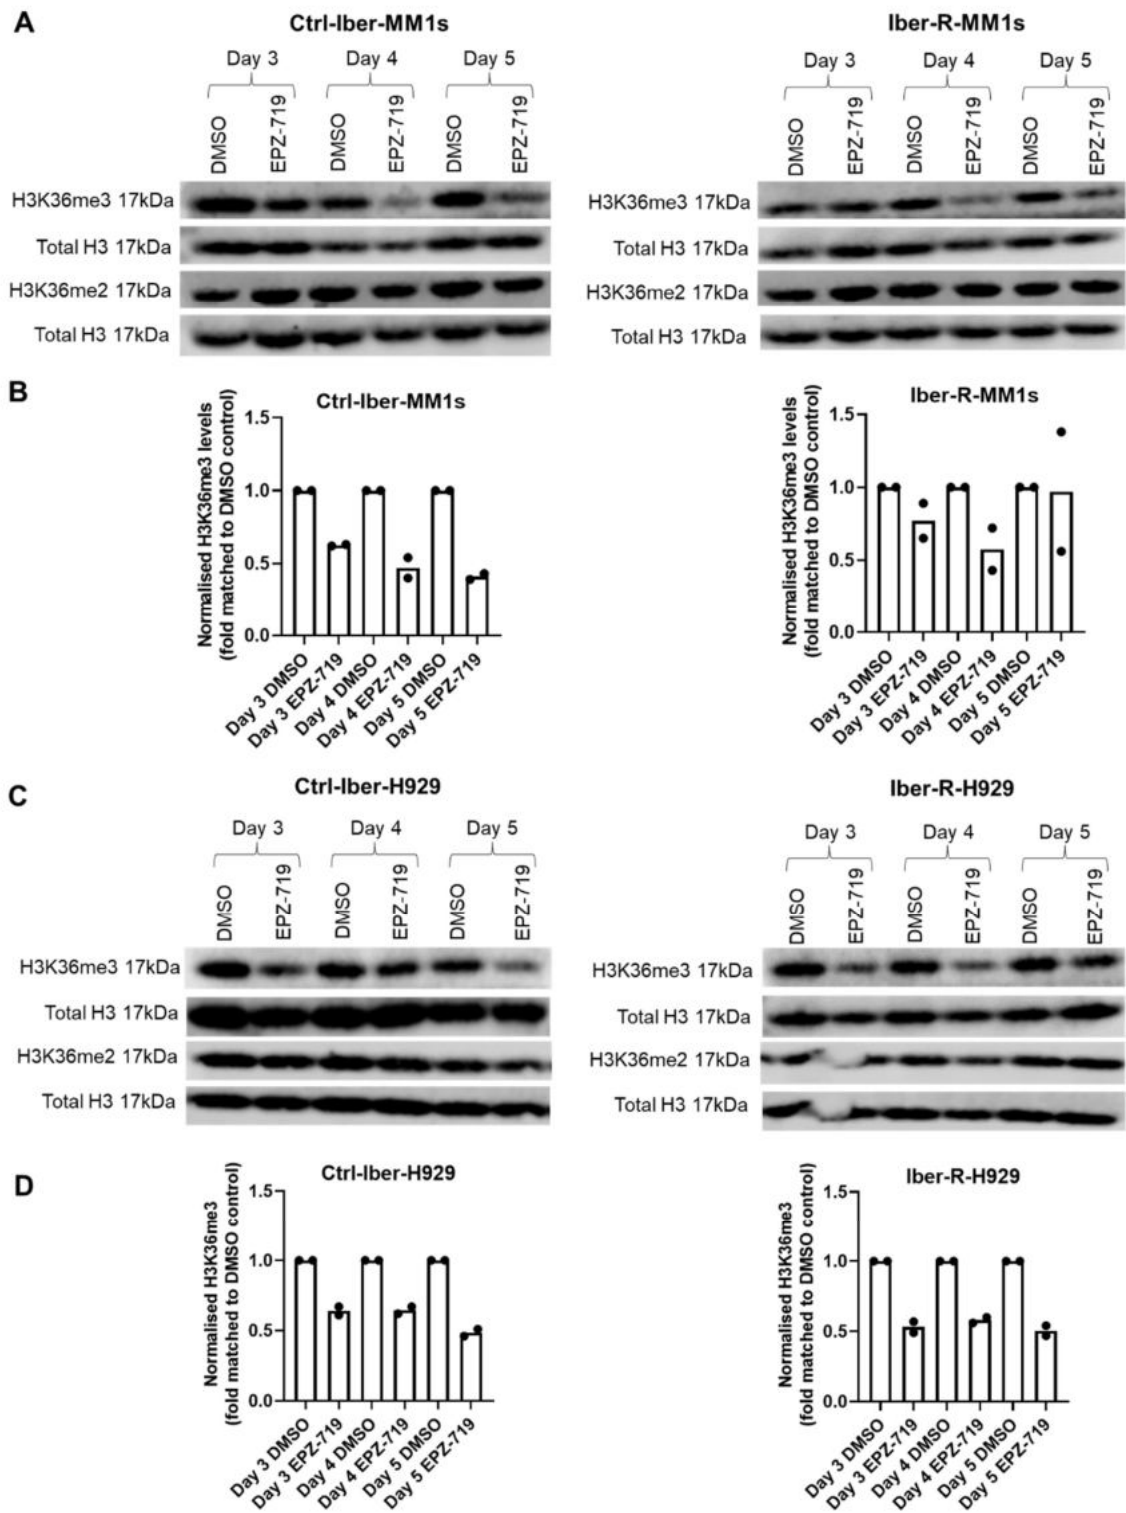 A
Ctrl-Iber-MM1s
Iber-R-MM1s
Day 3
Day 4
Day 5
Day 3
Day 4
Day 5
DMSO
EPZ-719
DMSO
EPZ-719
DMSO
EPZ-719
DMSO
EPZ-719
DMSO
EPZ-719
DMSO
EPZ-719
H3K36me3 17kDa
Total H3 17kDa
H3K36me2 17kDa
Total H3 17kDa
H3K36me3 17kDa
Total H3 17kDa
H3K36me2 17kDa
Total H3 17kDa
B
Ctrl-Iber-MM1s
Normalised H3K36me3 levels
(fold matched to DMSO control)
1.5
1.0
0.5
0.0
Day 3 DMSO
Day 3 EPZ-719
Day 4 DMSO
Day 4 EPZ-719
Day 5 DMSO
Day 5 EPZ-719
Iber-R-MM1s
Normalised H3K36me3 levels
(fold matched to DMSO control)
1.5
1.0
0.5
0.0
Day 3 DMSO
Day 3 EPZ-719
Day 4 DMSO
Day 4 EPZ-719
Day 5 DMSO
Day 5 EPZ-719
C
Ctrl-Iber-H929
Iber-R-H929
Day 3
Day 4
Day 5
Day 3
Day 4
Day 5
DMSO
EPZ-719
DMSO
EPZ-719
DMSO
EPZ-719
DMSO
EPZ-719
DMSO
EPZ-719
DMSO
EPZ-719
H3K36me3 17kDa
Total H3 17kDa
H3K36me2 17kDa
Total H3 17kDa
H3K36me3 17kDa
Total H3 17kDa
H3K36me2 17kDa
Total H3 17kDa
D
Ctrl-Iber-H929
Normalised H3K36me3
(fold matched to DMSO control)
1.5
1.0
0.5
0.0
Day 3 DMSO
Day 3 EPZ-719
Day 4 DMSO
Day 4 EPZ-719
Day 5 DMSO
Day 5 EPZ-719
Iber-R-H929
Normalised H3K36me3
(fold matched to DMSO control)
1.5
1.0
0.5
0.0
Day 3 DMSO
Day 3 EPZ-719
Day 4 DMSO
Day 4 EPZ-719
Day 5 DMSO
Day 5 EPZ-719